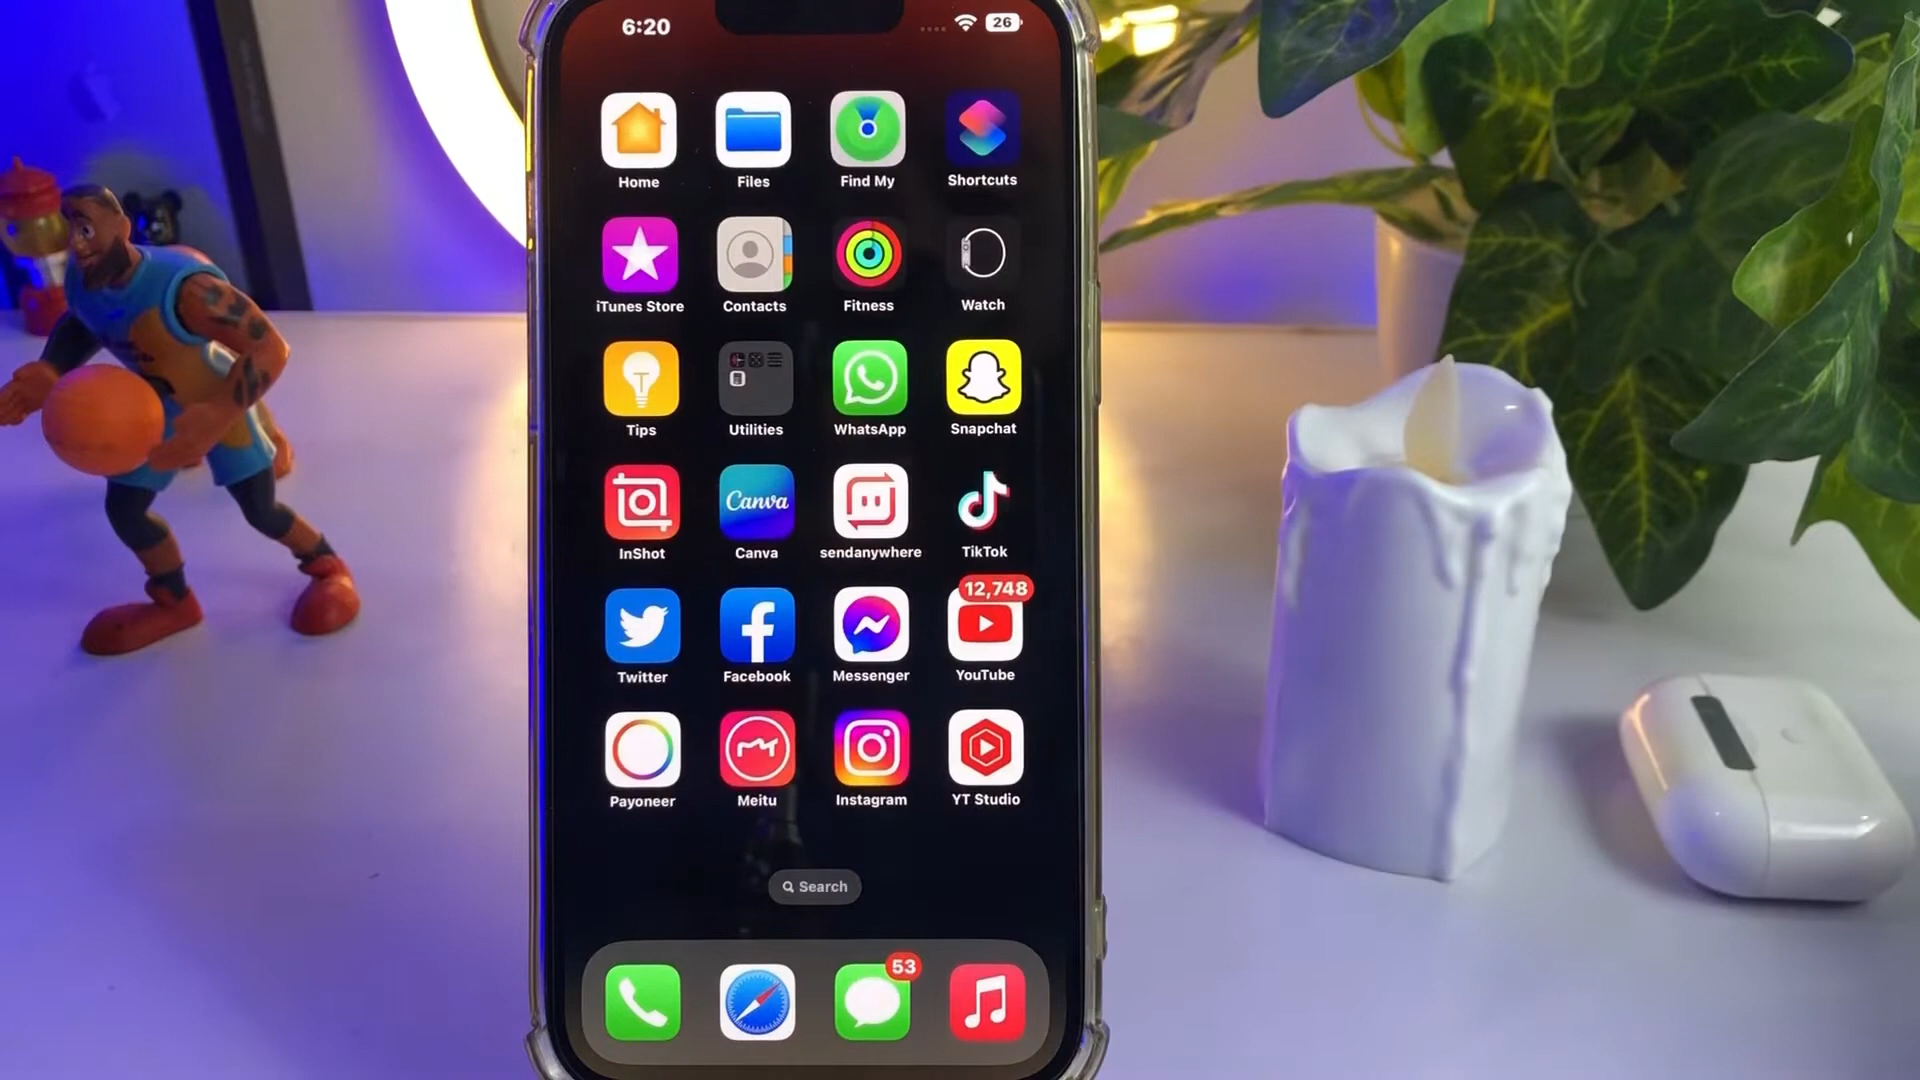 6:20 26
Home Files Find My Shortcuts
iTunes Store Contacts Fitness Watch
Tips Utilities WhatsApp Snapchat
Canva
InShot Canva sendanywhere TikTok
12,748
Twitter Facebook Messenger YouTube
Payoneer Meitu Instagram YT Studio
Search
53